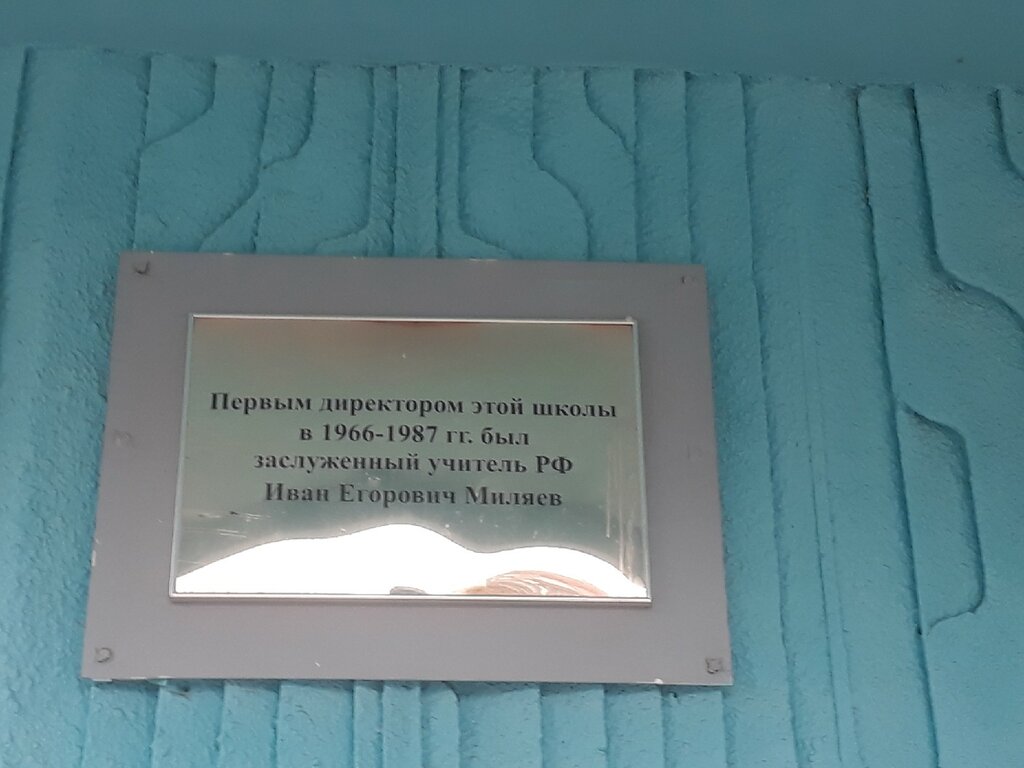 Первым директором этой школы
в 1966-1987 гг. был
заслуженный учитель РФ
Иван Егорович Миляев